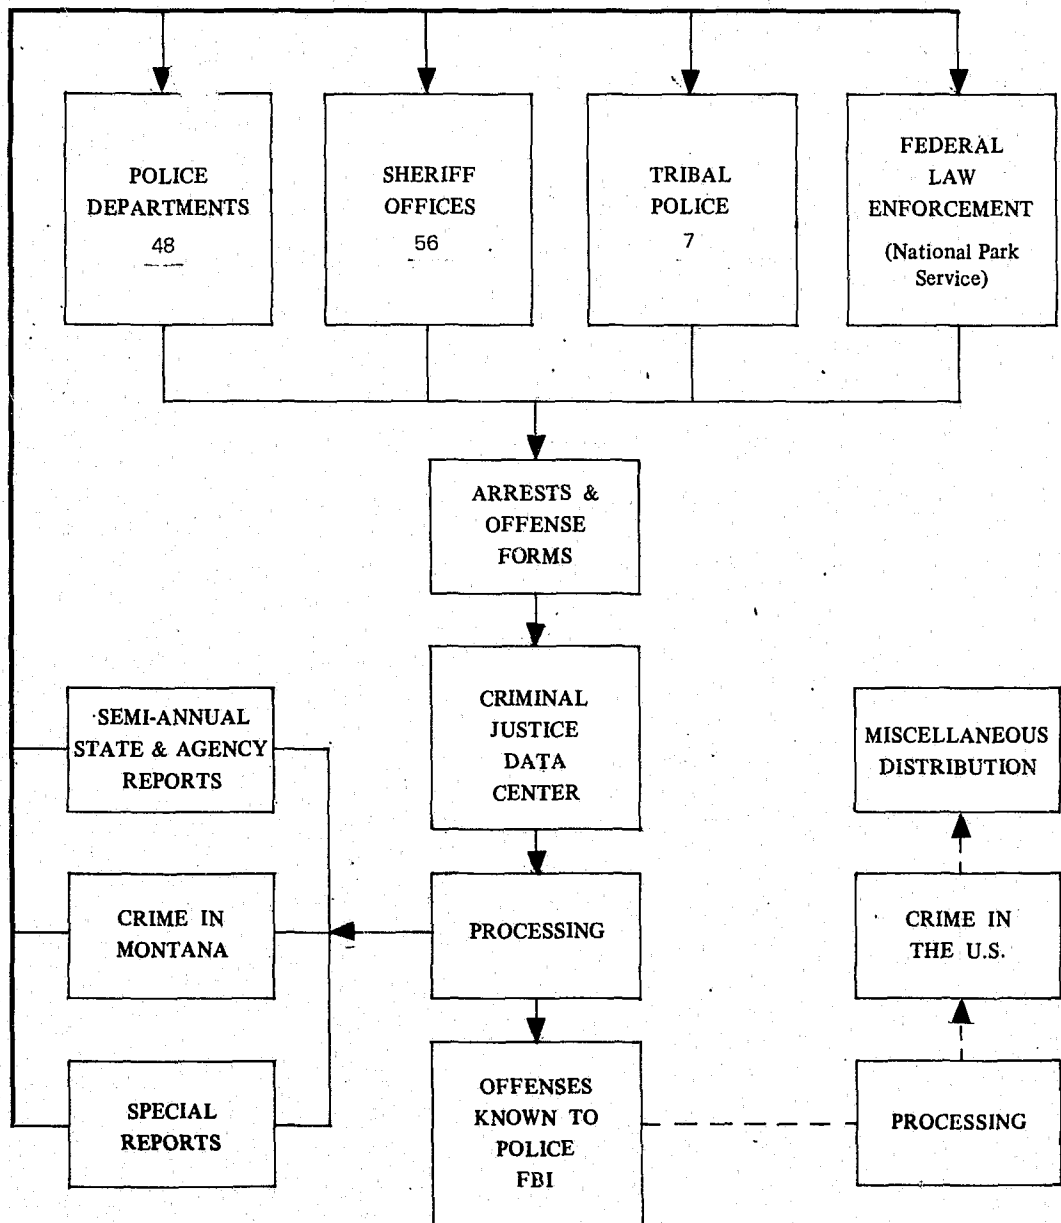 POLICE
DEPARTMENTS
48
SHERIFF
OFFICES
56
TRIBAL
POLICE
7
FEDERAL
LAW
ENFORCEMENT
(National Park
Service)
ARRESTS &
OFFENSE
FORMS
CRIMINAL
JUSTICE
DATA
CENTER
SEMI-ANNUAL
STATE & AGENCY
REPORTS
MISCELLANEOUS
DISTRIBUTION
CRIME IN
MONTANA
PROCESSING
CRIME IN
THE U.S.
SPECIAL
REPORTS
OFFENSES
KNOWN TO
POLICE
FBI
PROCESSING